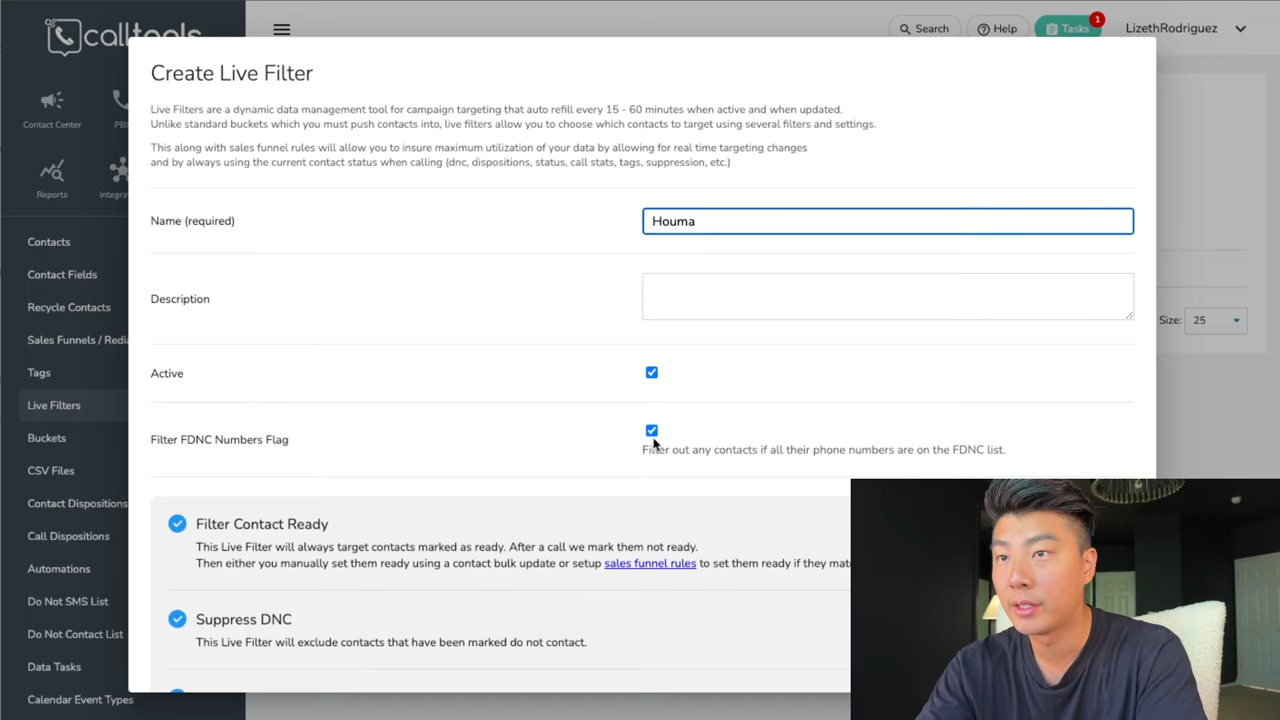 calltools
Search
Help
Tasks
1
LizethRodriguez
Contact Center
PB
Reports
Integra
Contacts
Contact Fields
Recycle Contacts
Sales Funnels / Redia
Tags
Live Filters
Buckets
CSV Files
Contact Dispositions
Call Dispositions
Automations
Do Not SMS List
Do Not Contact List
Data Tasks
Calendar Event Types
Create Live Filter
Live Filters are a dynamic data management tool for campaign targeting that auto refill every 15 - 60 minutes when active and when updated.
Unlike standard buckets which you must push contacts into, live filters allow you to choose which contacts to target using several filters and settings.
This along with sales funnel rules will allow you to insure maximum utilization of your data by allowing for real time targeting changes
and by always using the current contact status when calling (dnc, dispositions, status, call stats, tags, suppression, etc.)
Name (required)
Houma
Description
Active
Filter FDNC Numbers Flag
Filter out any contacts if all their phone numbers are on the FDNC list.
Filter Contact Ready
This Live Filter will always target contacts marked as ready. After a call we mark them not ready.
Then either you manually set them ready using a contact bulk update or setup sales funnel rules to set them ready if they mat
Suppress DNC
This Live Filter will exclude contacts that have been marked do not contact.
Size:
25